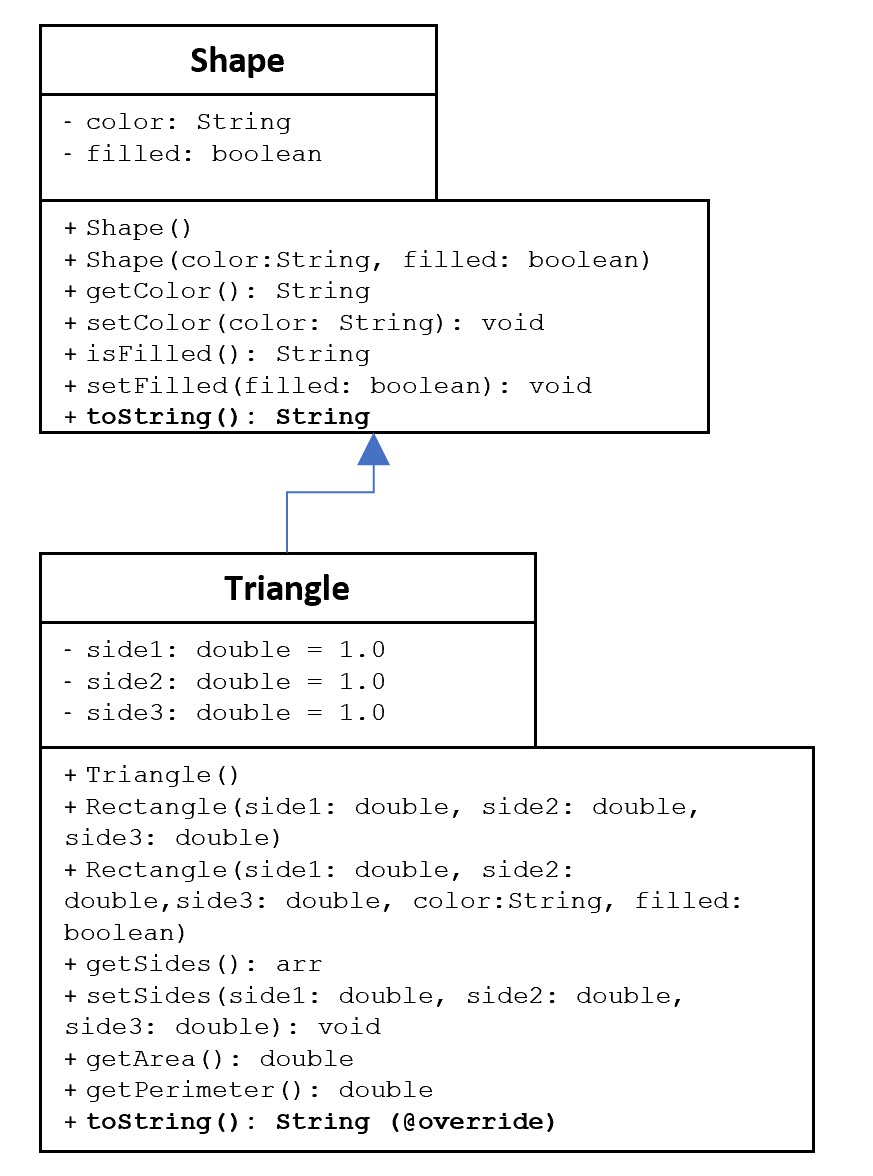 Shape
- color: String
- filled: boolean
+ Shape()
+ Shape(color:String, filled: boolean)
+ getColor(): String
+ setColor(color: String): void
+ isFilled(): String
+ setFilled(filled: boolean): void
+ toString(): String
Triangle
- side1: double = 1.0
- side2: double = 1.0
- side3: double = 1.0
+ Triangle()
+ Rectangle(side1: double, side2: double,
side3: double)
+ Rectangle(side1: double, side2:
double,side3: double, color:String, filled:
boolean)
+ getSides(): arr
+ setSides(side1: double, side2: double,
side3: double): void
+ getArea(): double
+ getPerimeter(): double
+ toString(): String (@override)